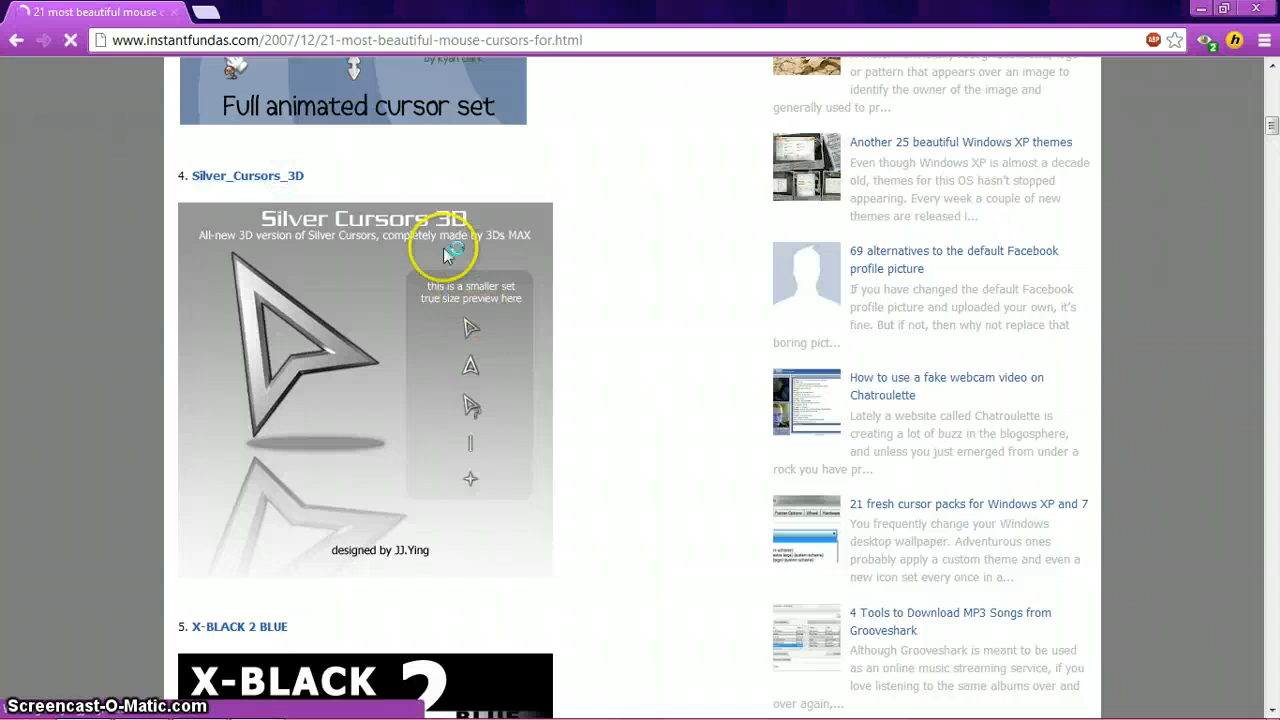 21 most beautiful mouse c
www.instantfundas.com/2007/12/21-most-beautiful-mouse-cursors-for.html
ABP
2
h
by Ryan Clark
Full animated cursor set
4. Silver_Cursors_3D
Silver Cursors 3D
All-new 3D version of Silver Cursors, completely made by 3Ds MAX
this is a smaller set
true size preview here
designed by JJ.Ying
5. X-BLACK 2 BLUE
X-BLACK 2
BLUE
or pattern that appears over an image to
identify the owner of the image and
generally used to pr...
Another 25 beautiful Windows XP themes
Even though Windows XP is almost a decade
old, themes for this OS hasn't stopped
appearing. Every week a couple of new
themes are released i...
69 alternatives to the default Facebook
profile picture
If you have changed the default Facebook
profile picture and uploaded your own, it's
fine. But if not, then why not replace that
boring pict...
How to use a fake webcam video on
Chatroulette
Lately a website called Chatroulette is
creating a lot of buzz in the blogosphere,
and unless you just emerged from under a
rock you have pr...
21 fresh cursor packs for Windows XP and 7
You frequently change your Windows
desktop wallpaper. Adventurous ones
probably apply a custom theme and even a
new icon set every once in a...
4 Tools to Download MP3 Songs from
Grooveshark
Although Grooveshark is meant to be used
as an online music streaming service, if you
love listening to the same albums over and
over again,...
Screencast-O-Matic.com